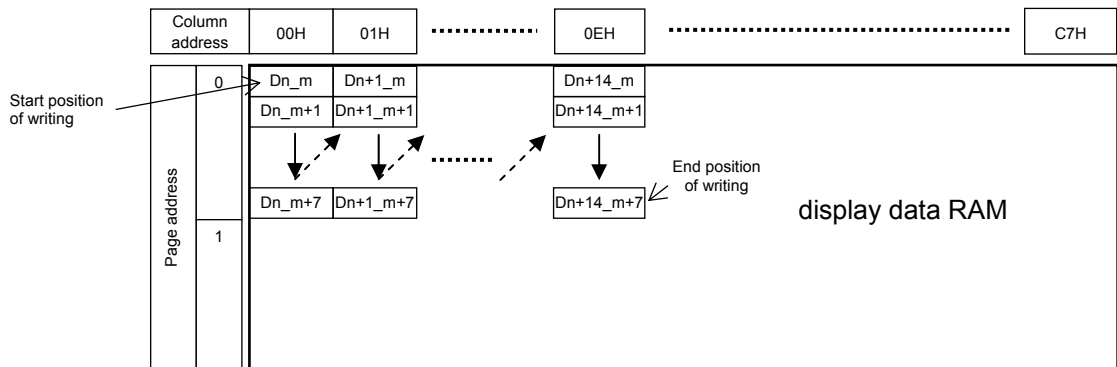 Column
address
00H
01H
0EH
C7H
Start position
of writing
Page address
0
1
Dn_m
Dn+1_m
Dn+14_m
Dn_m+1
Dn+1_m+1
Dn+14_m+1
End position
of writing
Dn_m+7
Dn+1_m+7
Dn+14_m+7
display data RAM